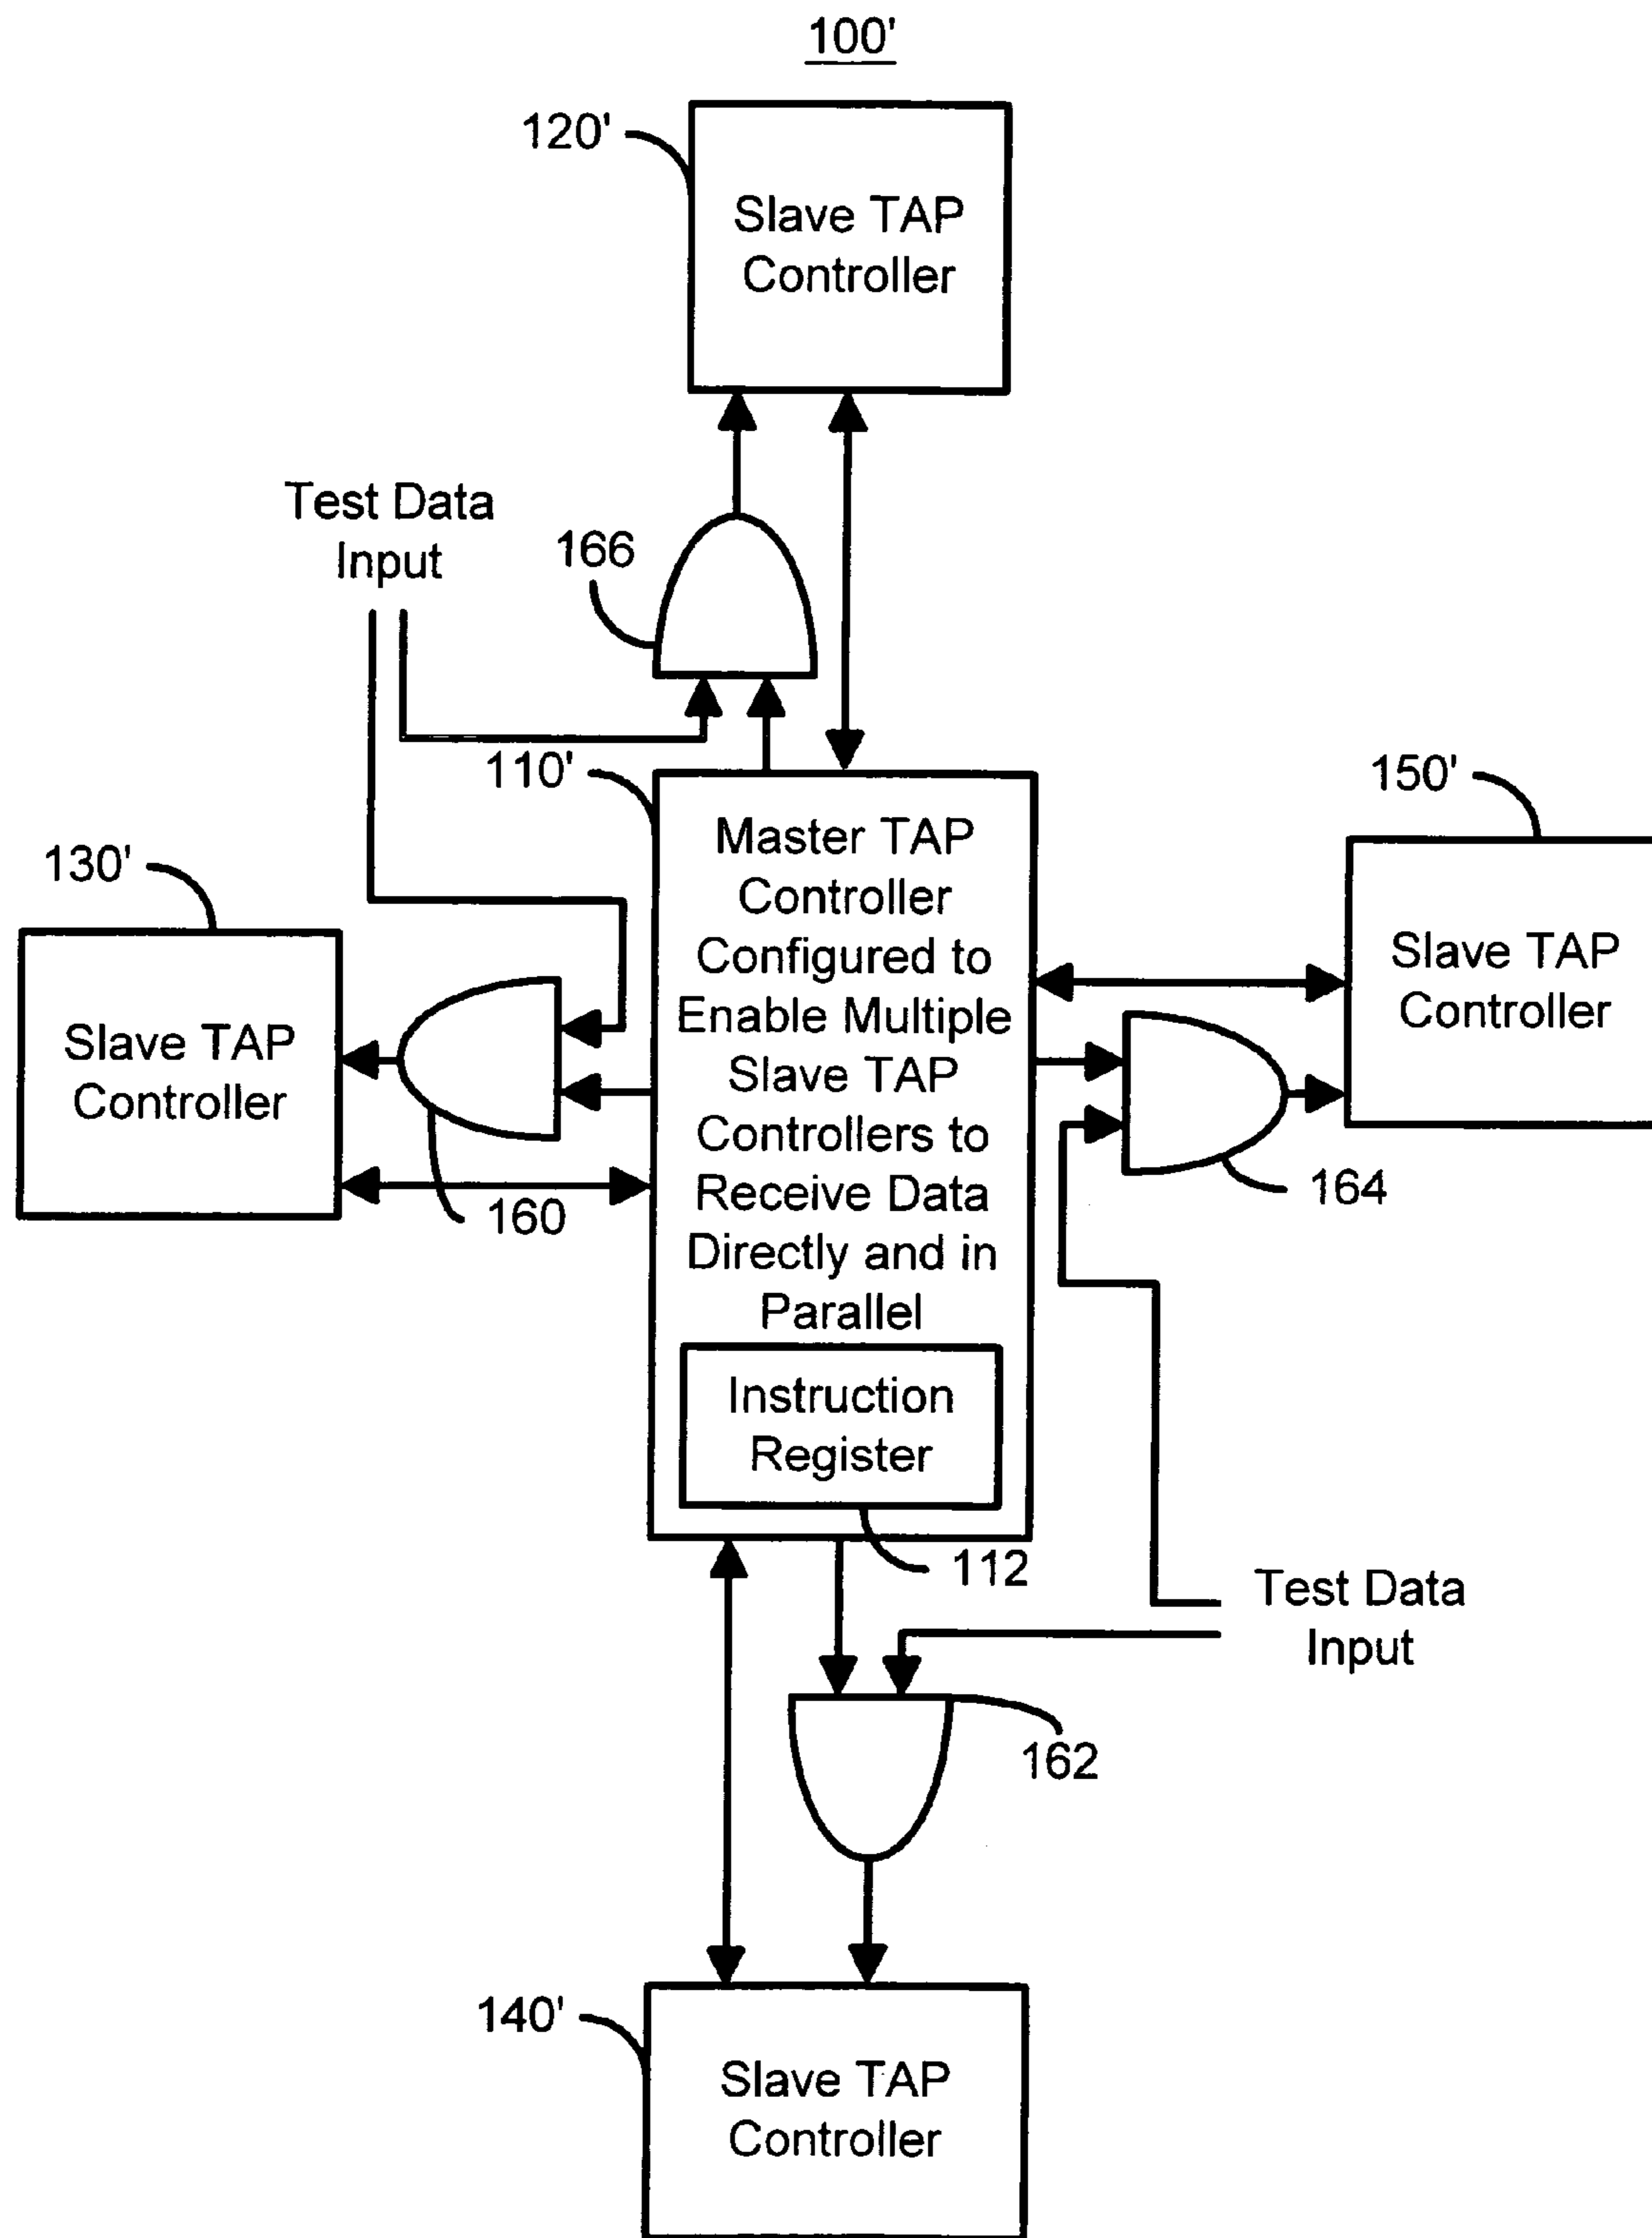 100'
120'
Slave TAP
Controller
Test Data
Input
166
110'
150'
Master TAP
Controller
Configured to
Enable Multiple
Slave TAP
Controllers to
Receive Data
Directly and in
Parallel
130'
Slave TAP
Controller
Slave TAP
Controller
160
164
Instruction
Register
112
Test Data
Input
162
140'
Slave TAP
Controller